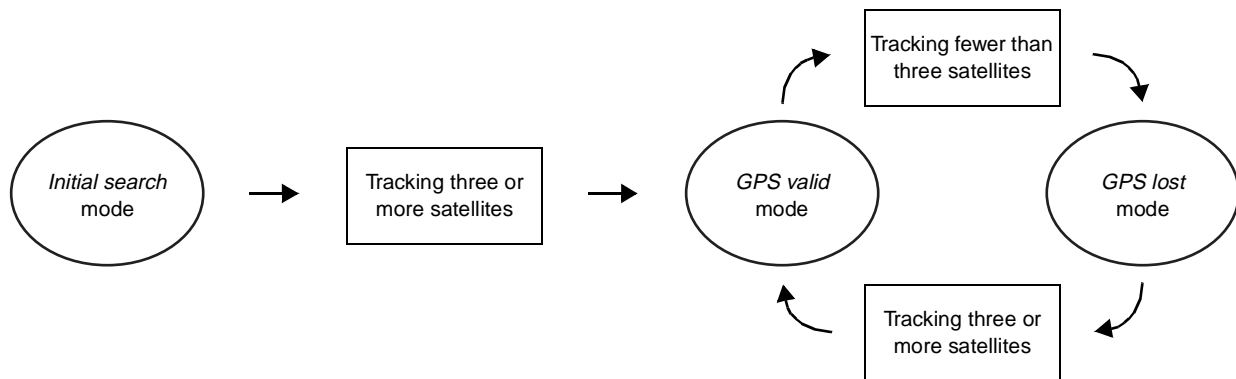 Initial search
mode
Tracking three or
more satellites
GPS valid
mode
Tracking fewer than
three satellites
GPS lost
mode
Tracking three or
more satellites